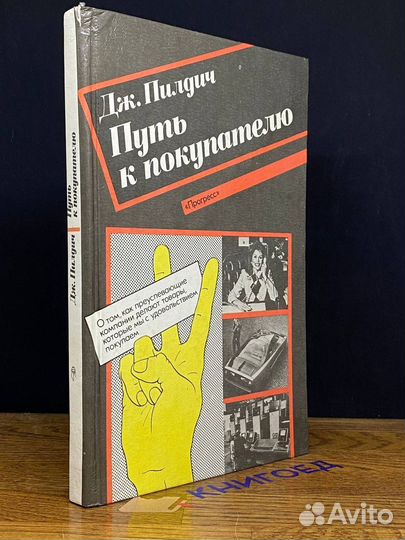 Дж. Пилдич
Путь
к покупателю
«Прогресс»
О том, как преуспевающие
компании делают товары,
которые мы с удовольствием
покупаем
Дж. Пилдич
Путь
к покупателю
КНИГОЕД
Avito